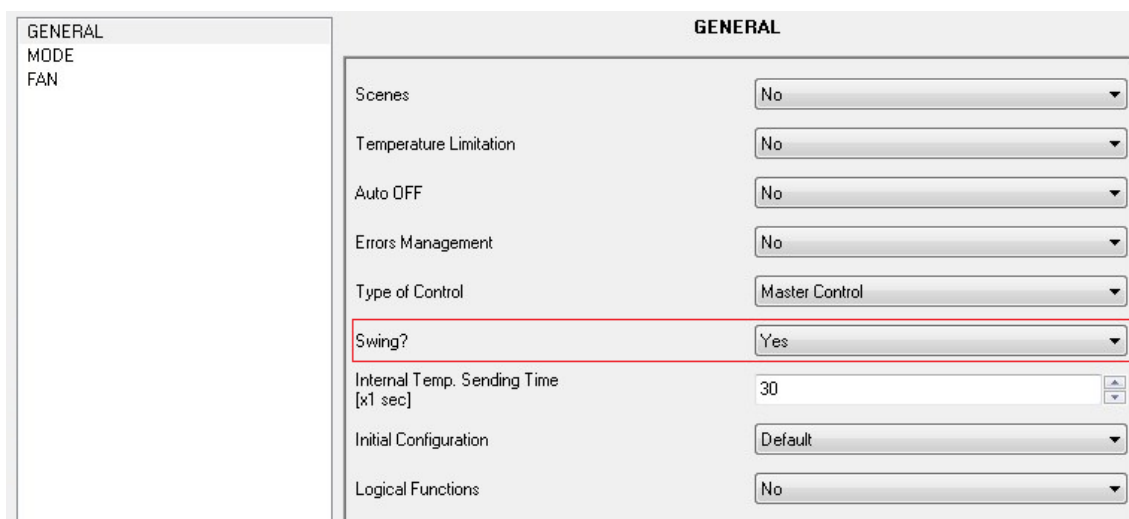 GENERAL
MODE
FAN
GENERAL
Scenes
No
Temperature Limitation
No
Auto OFF
No
Errors Management
No
Type of Control
Master Control
Swing?
Yes
Internal Temp. Sending Time
[x1 sec]
30
Initial Configuration
Default
Logical Functions
No